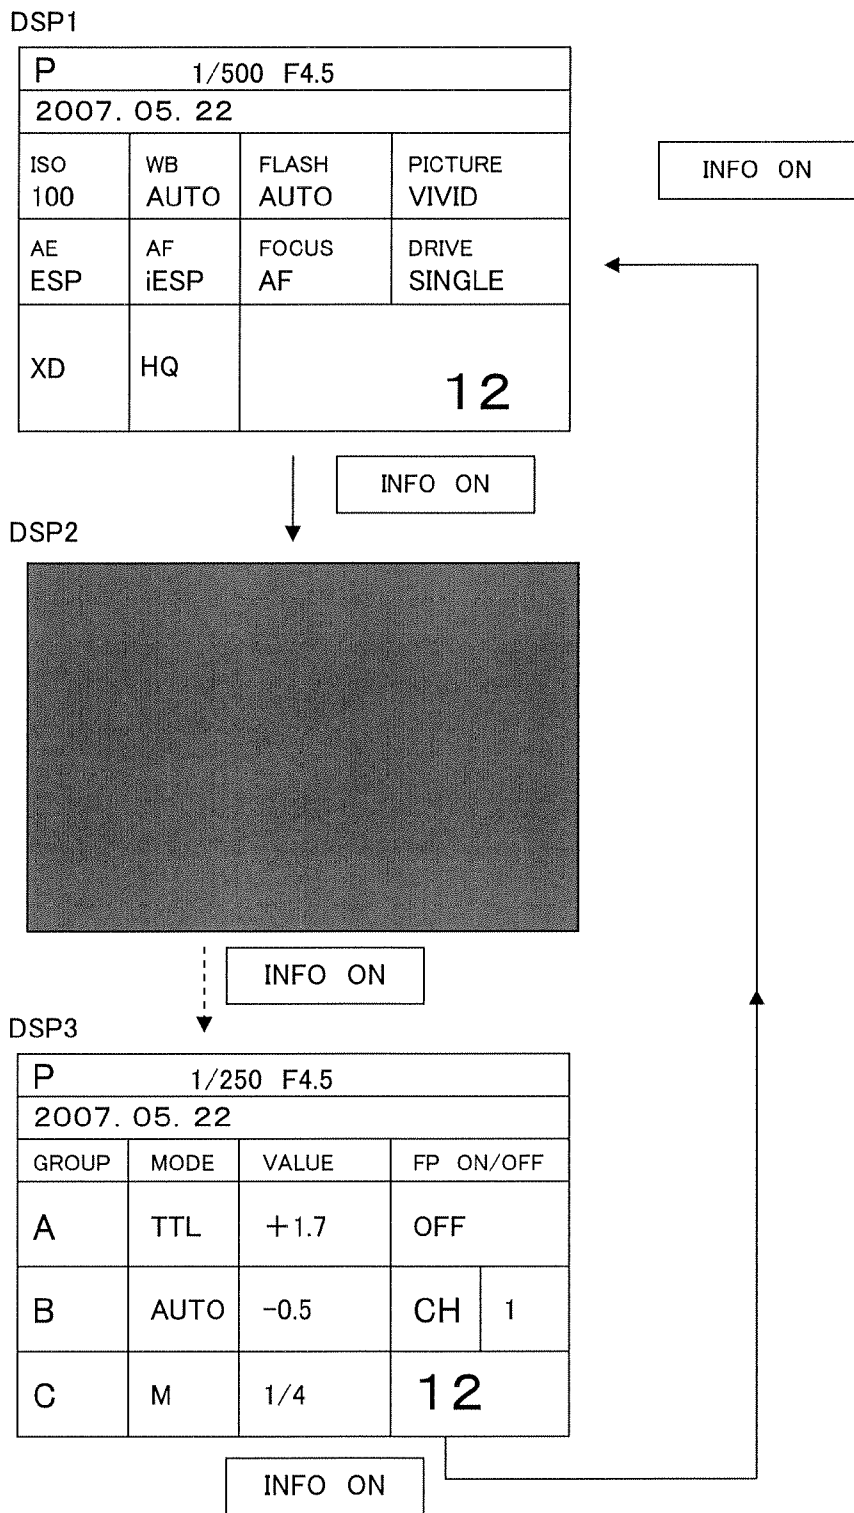 DSP1
P 1/500 F4.5
2007. 05. 22
ISO WB FLASH PICTURE
100 AUTO AUTO VIVID
INFO ON
AE AF FOCUS DRIVE
ESP iESP AF SINGLE
XD HQ 12
INFO ON
DSP2
INFO ON
DSP3
P 1/250 F4.5
2007. 05. 22
GROUP MODE VALUE FP ON/OFF
A TTL +1.7 OFF
B AUTO -0.5 CH 1
C M 1/4 12
INFO ON